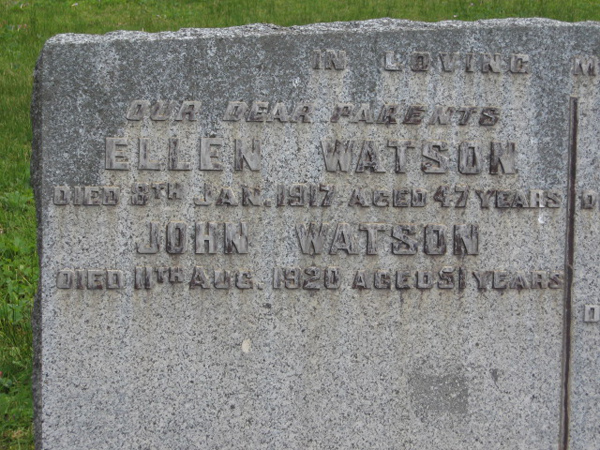 IN LOVING M
OUR DEAR PARENTS
ELLEN WATSON
DIED 8TH JAN. 1917 AGED 47 YEARS
JOHN WATSON
DIED 11TH AUG. 1920 AGED 51 YEARS